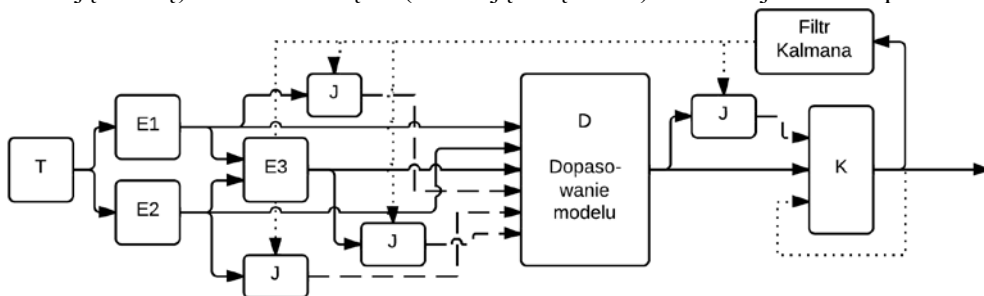 Filtr
Kalmana
J
E1
J
D
T
E3
K
Dopaso-
wanie
modelu
E2
J
J